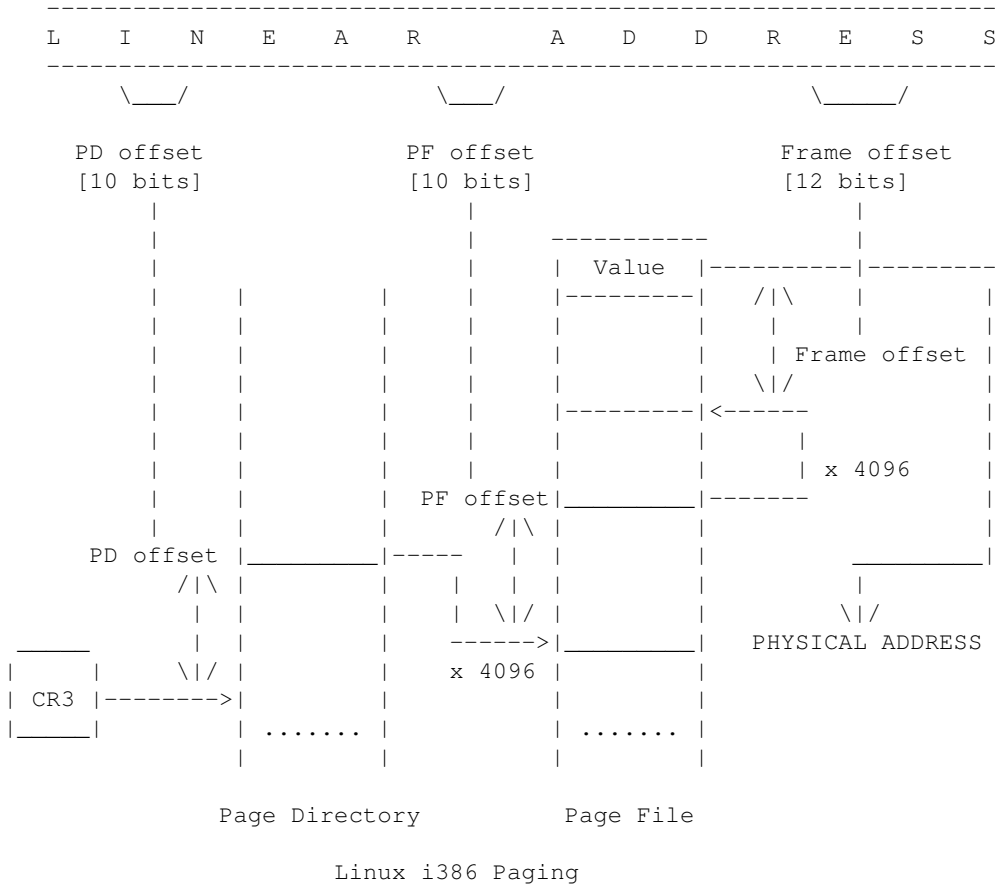 L I N E A R A D D R E S S
PD offset PF offset Frame offset
[10 bits] [10 bits] [12 bits]
Value
Frame offset
x 4096
PF offset
PD offset
PHYSICAL ADDRESS
x 4096
CR3
....... .......
Page Directory Page File
Linux i386 Paging